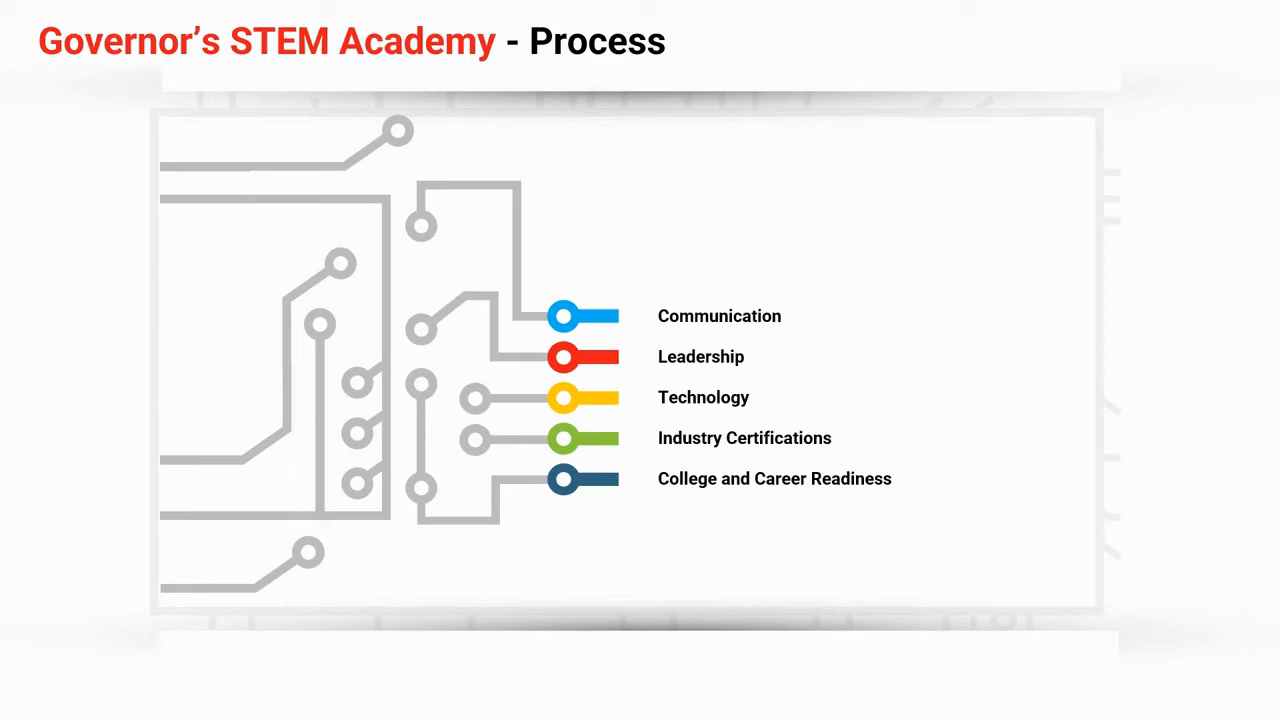 Governor’s STEM Academy - Process
Communication
Leadership
Technology
Industry Certifications
College and Career Readiness